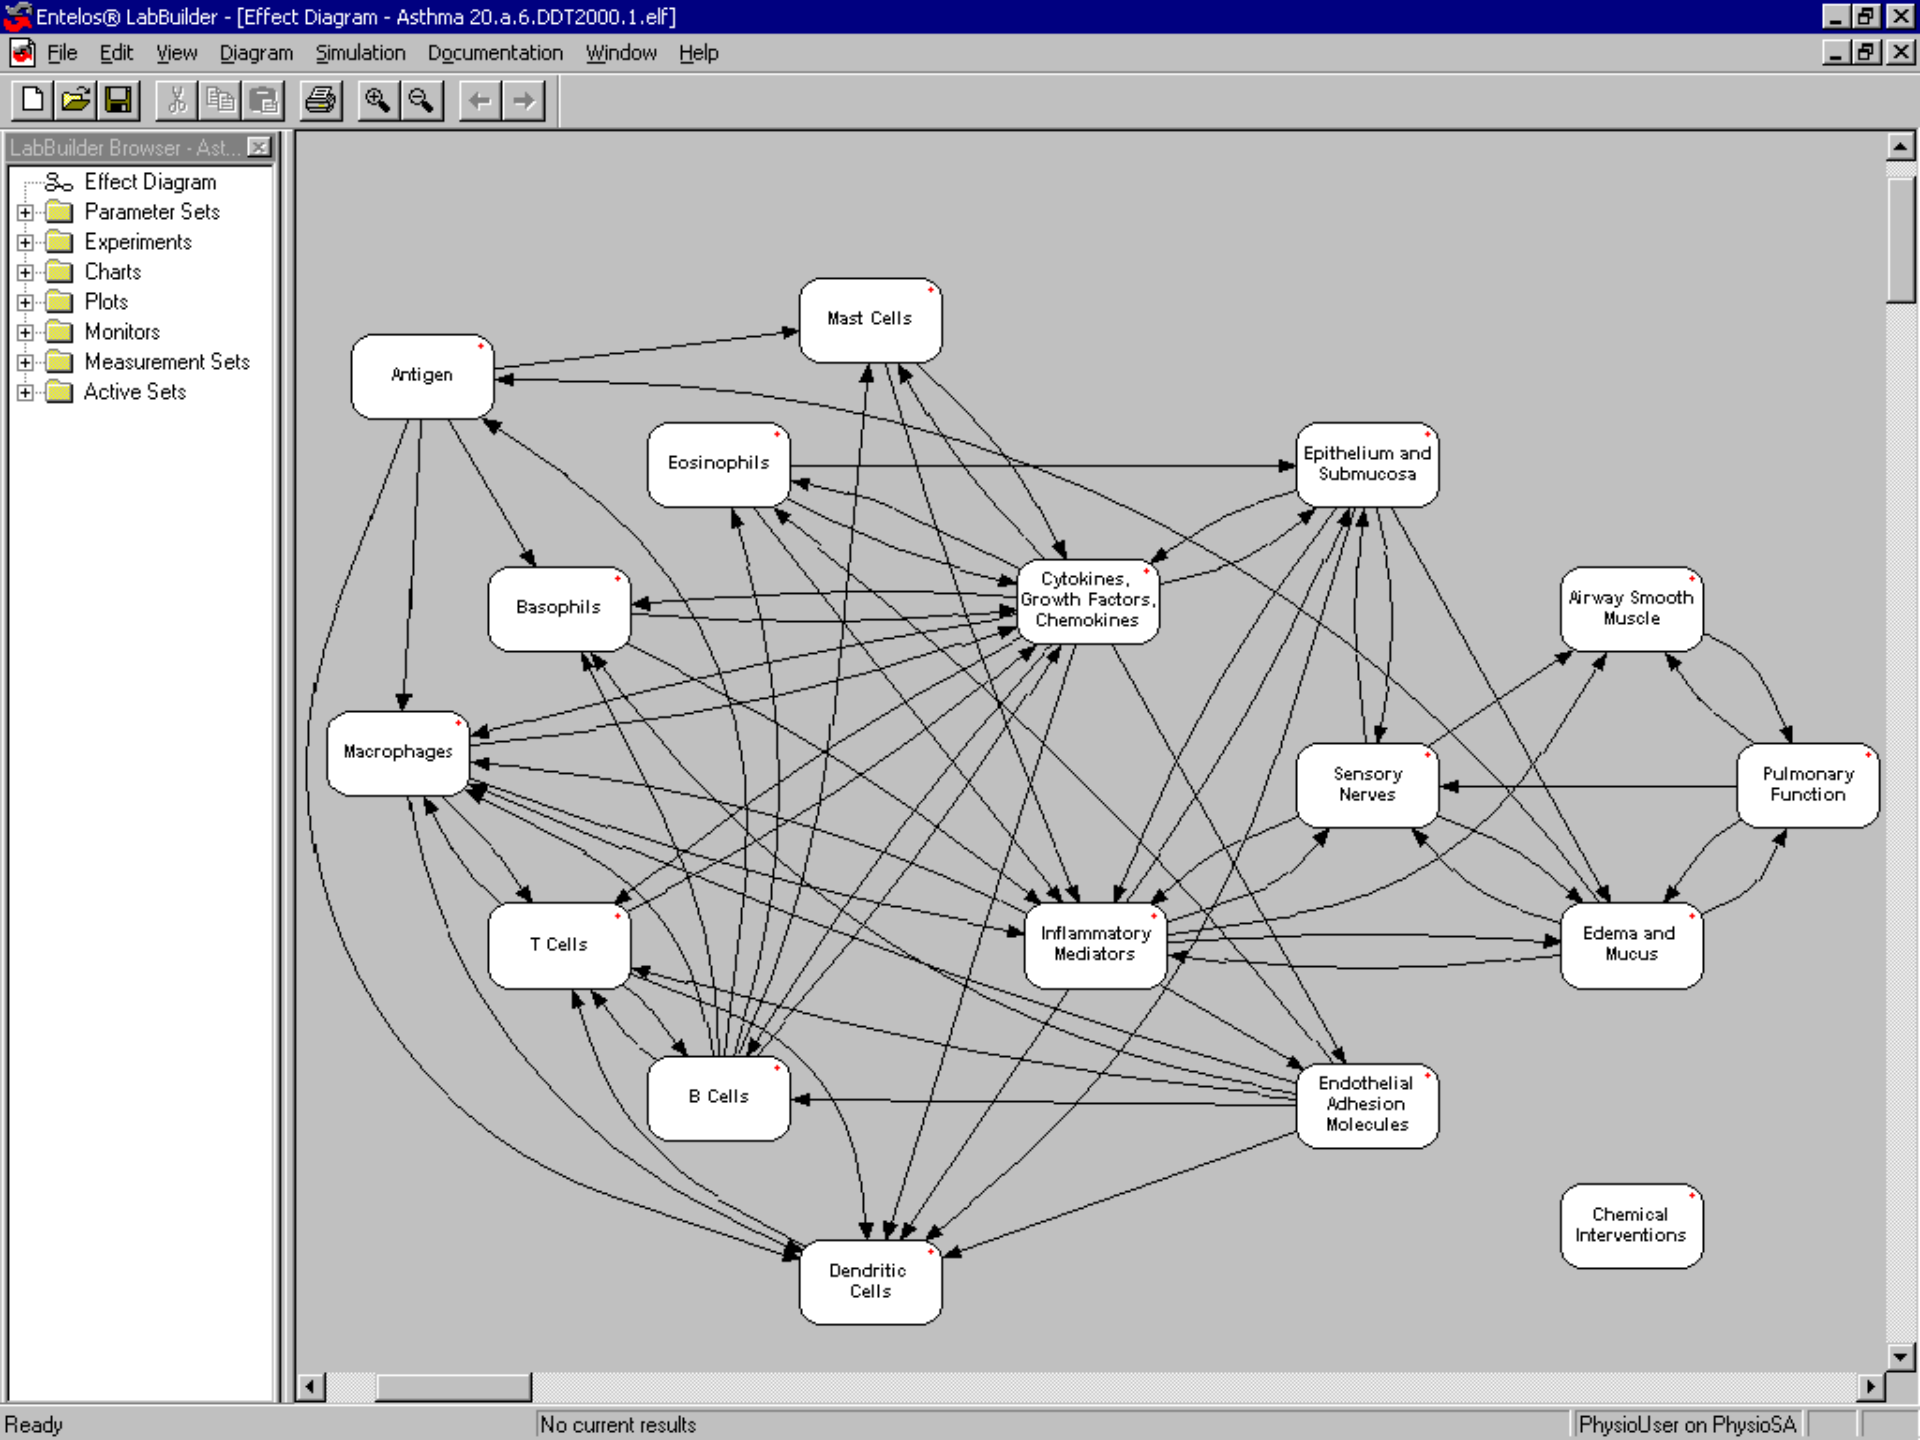 Entelos® LabBuilder - [Effect Diagram - Asthma 20.a.6.DDT2000.1.elf]
File Edit View Diagram Simulation Documentation Window Help
LabBuilder Browser - Ast...
Effect Diagram
Parameter Sets
Experiments
Charts
Plots
Monitors
Measurement Sets
Active Sets
Mast Cells
Antigen
Eosinophils
Epithelium and
Submucosa
Basophils
Cytokines,
Growth Factors,
Chemokines
Airway Smooth
Muscle
Macrophages
Sensory
Nerves
Pulmonary
Function
T Cells
Inflammatory
Mediators
Edema and
Mucus
B Cells
Endothelial
Adhesion
Molecules
Chemical
Interventions
Dendritic
Cells
Ready
No current results
PhysioUser on PhysioSA